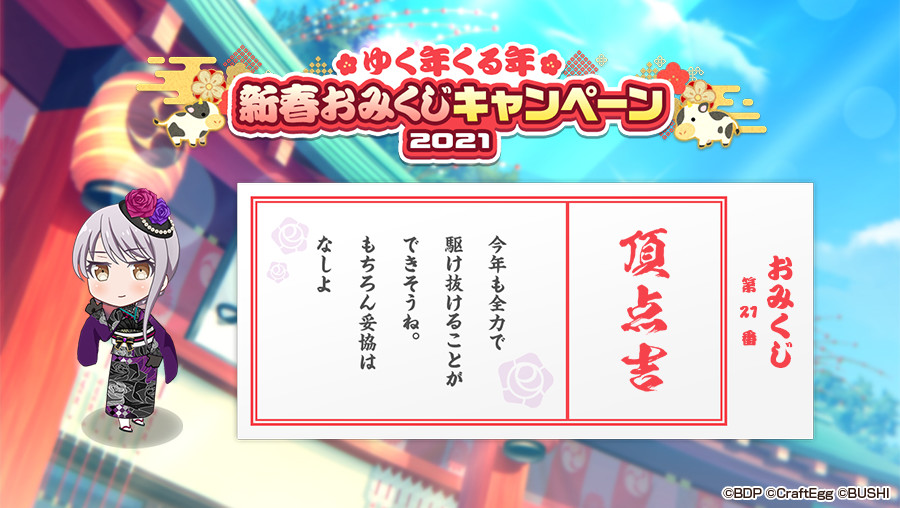 ゆく年くる年
新春おみくじキャンペーン
2021
おみくじ
第21番
頂点吉
今年も全力で
駆け抜けることが
できそうね。
もちろん妥協は
なしよ
©BDP ©CraftEgg ©BUSHI